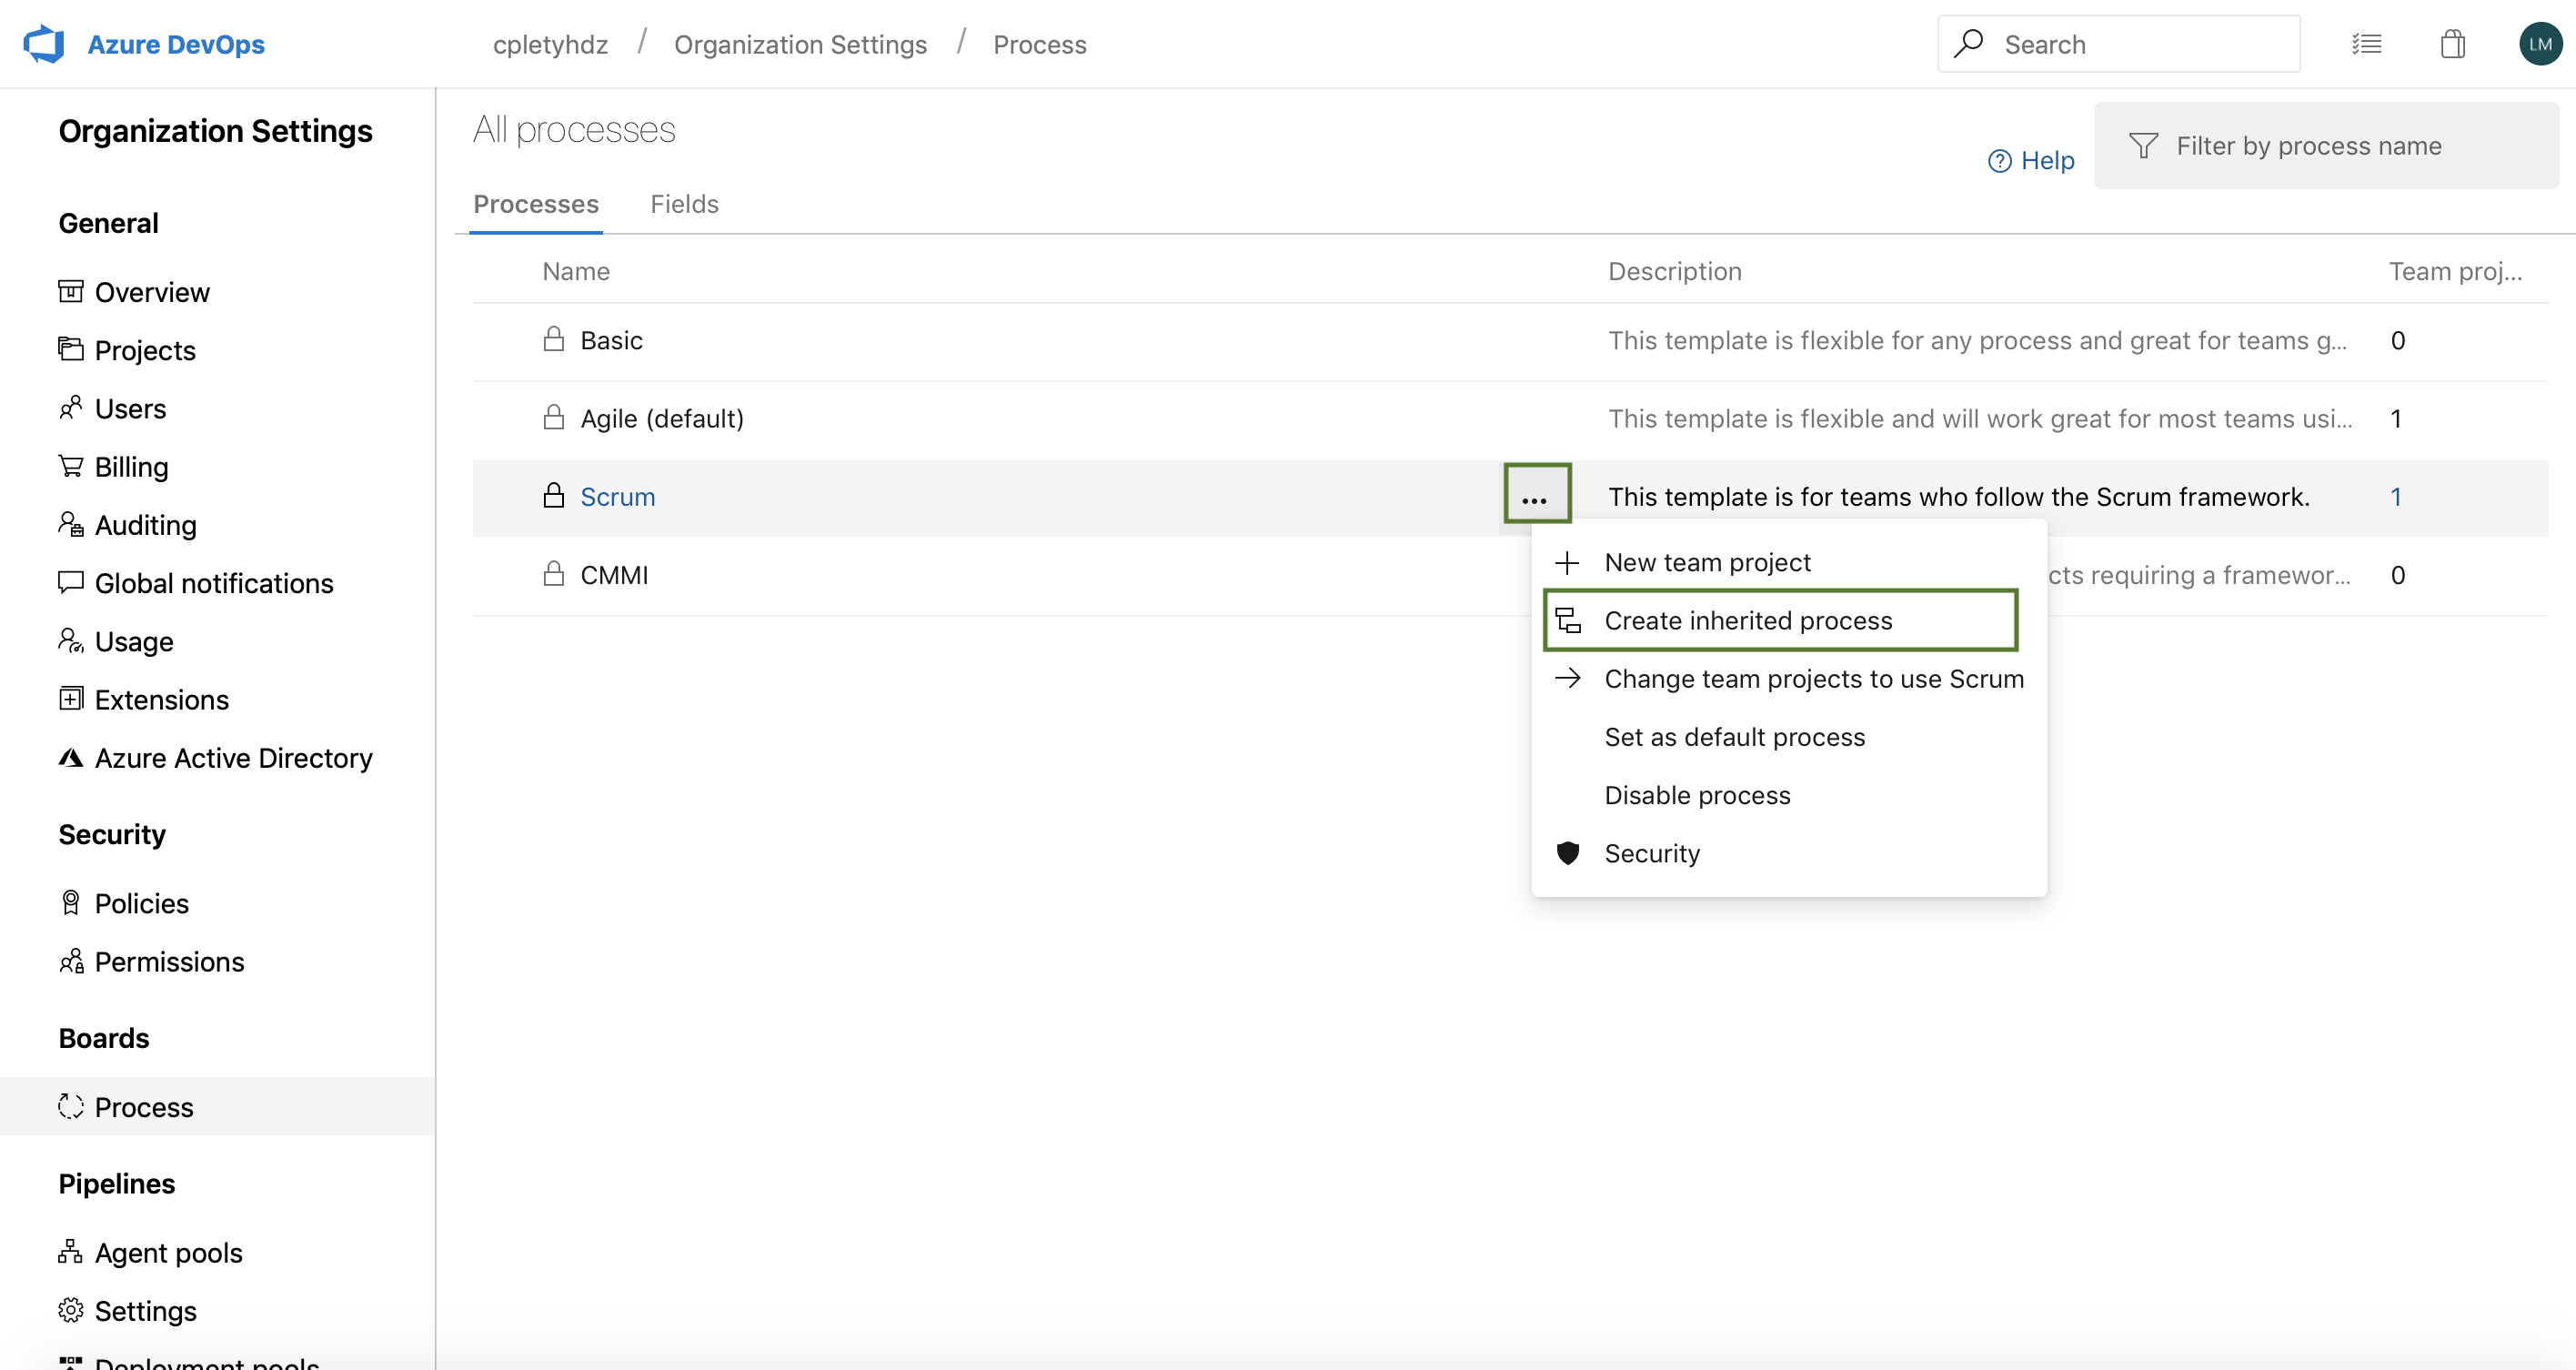 Azure DevOps
cpletyhdz / Organization Settings / Process
Search
LM
Organization Settings
General
Overview
Projects
Users
Billing
Auditing
Global notifications
Usage
Extensions
Azure Active Directory
Security
Policies
Permissions
Boards
Process
Pipelines
Agent pools
Settings
Deployment pools
All processes
Help
Filter by process name
Processes Fields
Name Description Team proj...
Basic This template is flexible for any process and great for teams g... 0
Agile (default) This template is flexible and will work great for most teams usi... 1
Scrum ... This template is for teams who follow the Scrum framework. 1
CMMI cts requiring a framewor... 0
New team project
Create inherited process
Change team projects to use Scrum
Set as default process
Disable process
Security